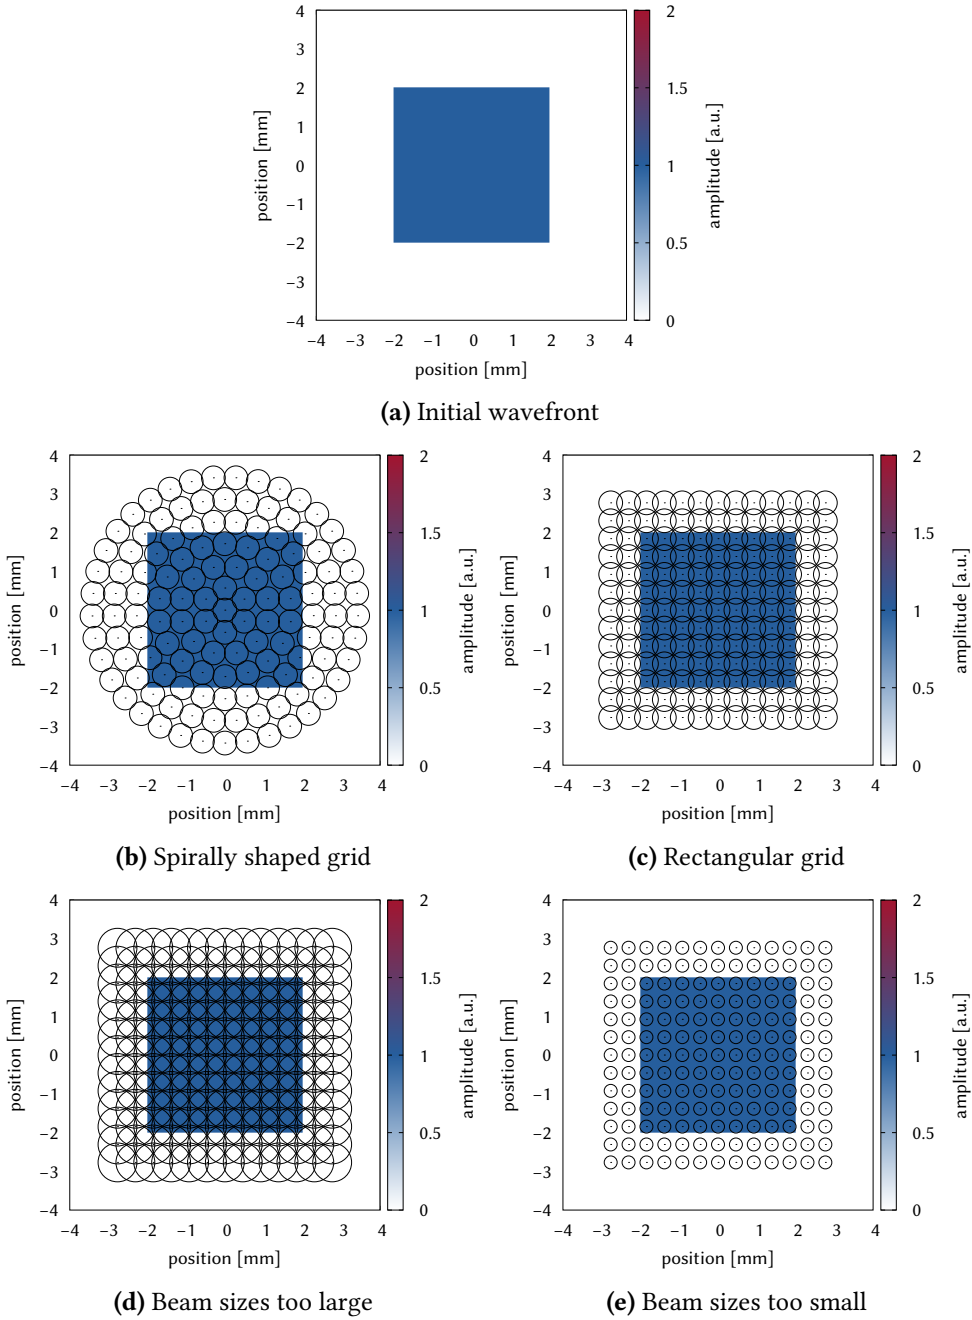 4
3
2
1
0
−1
−2
−3
−4
position [mm]
−4 −3 −2 −1 0 1 2 3 4
position [mm]
2
1.5
1
0.5
0
amplitude [a.u.]
(a) Initial wavefront
4
3
2
1
0
−1
−2
−3
−4
position [mm]
−4 −3 −2 −1 0 1 2 3 4
position [mm]
2
1.5
1
0.5
0
amplitude [a.u.]
(b) Spirally shaped grid
4
3
2
1
0
−1
−2
−3
−4
position [mm]
−4 −3 −2 −1 0 1 2 3 4
position [mm]
2
1.5
1
0.5
0
amplitude [a.u.]
(c) Rectangular grid
4
3
2
1
0
−1
−2
−3
−4
position [mm]
−4 −3 −2 −1 0 1 2 3 4
position [mm]
2
1.5
1
0.5
0
amplitude [a.u.]
(d) Beam sizes too large
4
3
2
1
0
−1
−2
−3
−4
position [mm]
−4 −3 −2 −1 0 1 2 3 4
position [mm]
2
1.5
1
0.5
0
amplitude [a.u.]
(e) Beam sizes too small